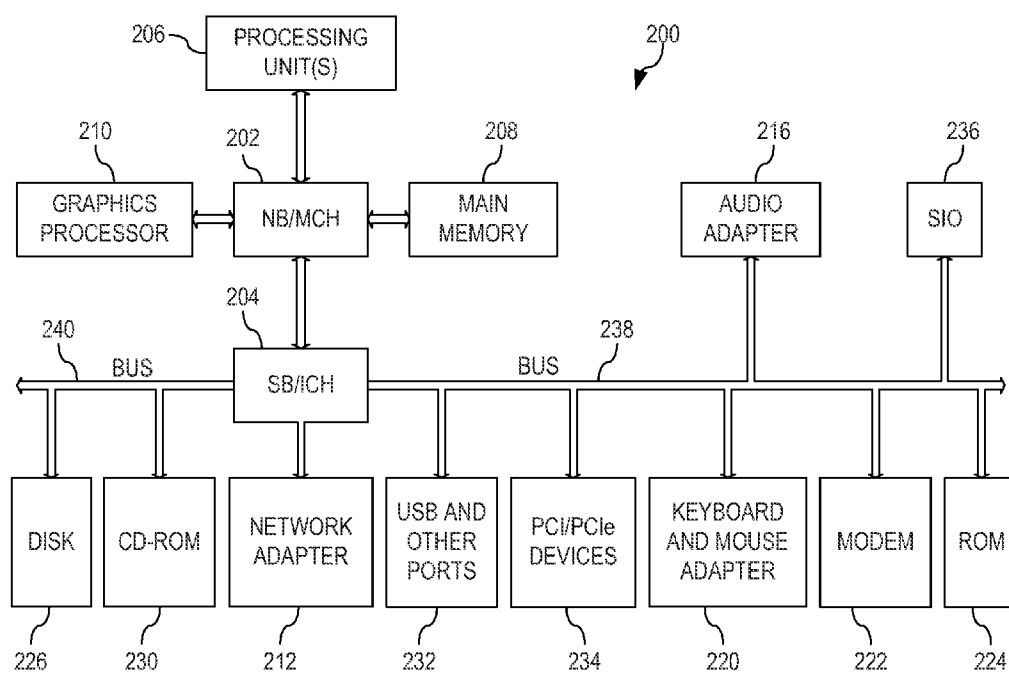 206
PROCESSING
UNIT(S)
200
210
202
208
216
236
GRAPHICS
PROCESSOR
NB/MCH
MAIN
MEMORY
AUDIO
ADAPTER
SIO
204
240
238
BUS
SB/ICH
BUS
DISK
CD-ROM
NETWORK
ADAPTER
USB AND
OTHER
PORTS
PCI/PCIe
DEVICES
KEYBOARD
AND MOUSE
ADAPTER
MODEM
ROM
226
230
212
232
234
220
222
224